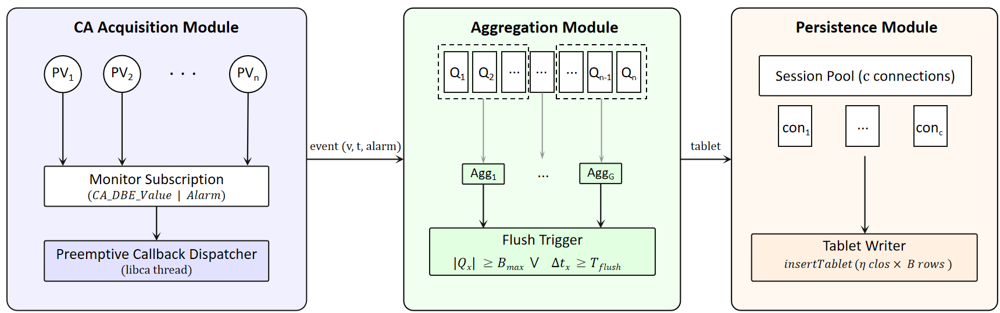 CA Acquisition Module
PV1 PV2 · · · PVn
Monitor Subscription
(CA_DBE_Value | Alarm)
Preemptive Callback Dispatcher
(libca thread)
event (v, t, alarm)
Aggregation Module
Q1 Q2 ... ... ... Qn-1 Qn
Agg1 ... AggG
Flush Trigger
|Qx| ≥ Bmax ∨ Δtx ≥ Tflush
tablet
Persistence Module
Session Pool (c connections)
con1 ... conc
Tablet Writer
insertTablet (η clos × B rows )